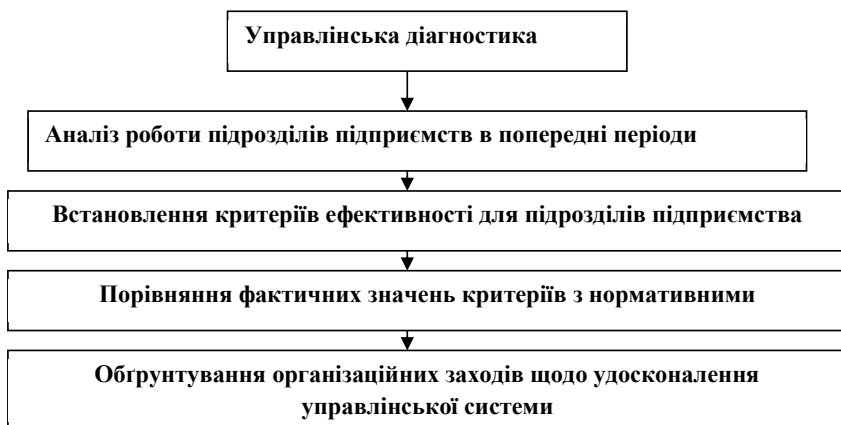 Управлінська діагностика
Аналіз роботи підрозділів підприємств в попередні періоди
Встановлення критеріїв ефективності для підрозділів підприємства
Порівняння фактичних значень критеріїв з нормативними
Обґрунтування організаційних заходів щодо удосконалення
управлінської системи